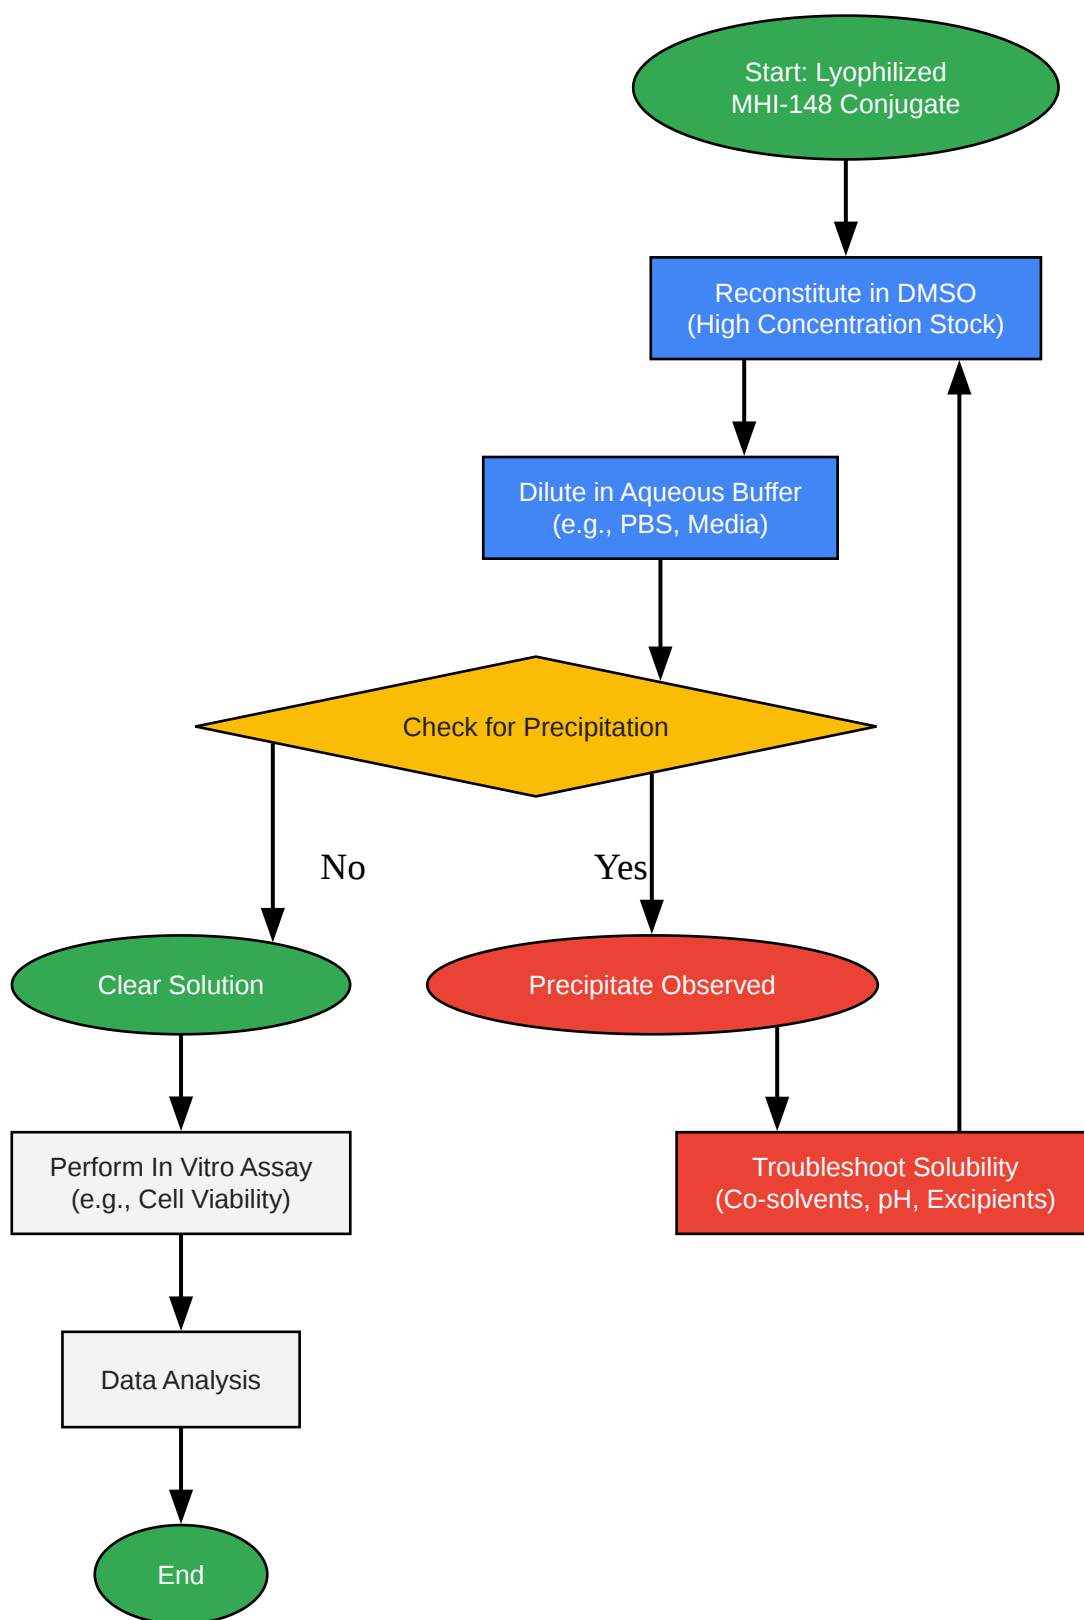 Start: Lyophilized
MHI-148 Conjugate
Reconstitute in DMSO
(High Concentration Stock)
Dilute in Aqueous Buffer
(e.g., PBS, Media)
Check for Precipitation
No
Yes
Clear Solution
Precipitate Observed
Perform In Vitro Assay
(e.g., Cell Viability)
Troubleshoot Solubility
(Co-solvents, pH, Excipients)
Data Analysis
End